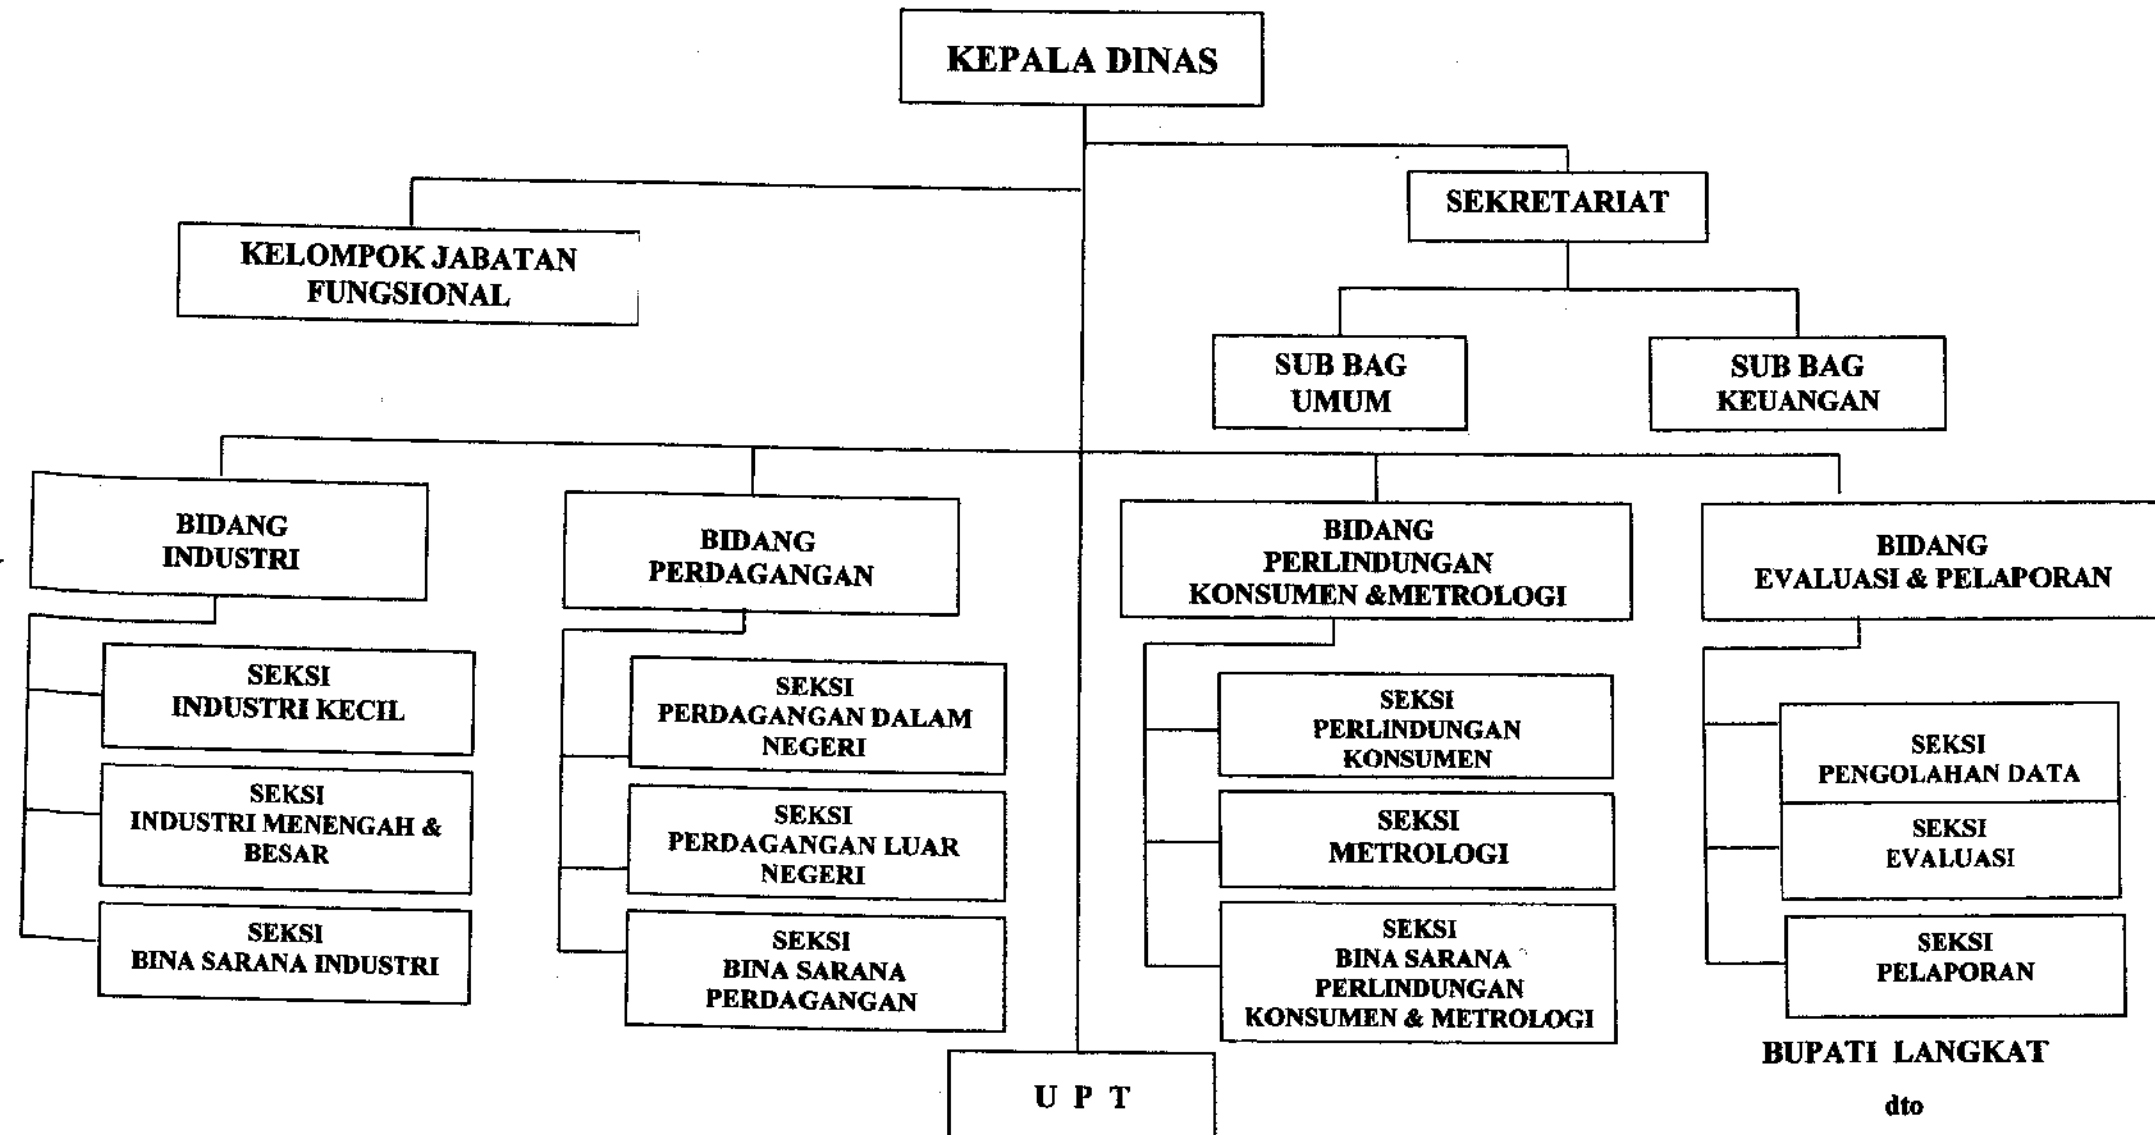 KEPALA DINAS
SEKRETARIAT
KELOMPOK JABATAN
FUNGSIONAL
SUB BAG
UMUM
SUB BAG
KEUANGAN
BIDANG
INDUSTRI
SEKSI
INDUSTRI KECIL
SEKSI
INDUSTRI MENENGAH &
BESAR
SEKSI
BINA SARANA INDUSTRI
BIDANG
PERDAGANGAN
SEKSI
PERDAGANGAN DALAM
NEGERI
SEKSI
PERDAGANGAN LUAR
NEGERI
SEKSI
BINA SARANA
PERDAGANGAN
BIDANG
PERLINDUNGAN
KONSUMEN &METROLOGI
SEKSI
PERLINDUNGAN
KONSUMEN
SEKSI
METROLOGI
SEKSI
BINA SARANA
PERLINDUNGAN
KONSUMEN & METROLOGI
BIDANG
EVALUASI & PELAPORAN
SEKSI
PENGOLAHAN DATA
SEKSI
EVALUASI
SEKSI
PELAPORAN
U P T
BUPATI LANGKAT
dto